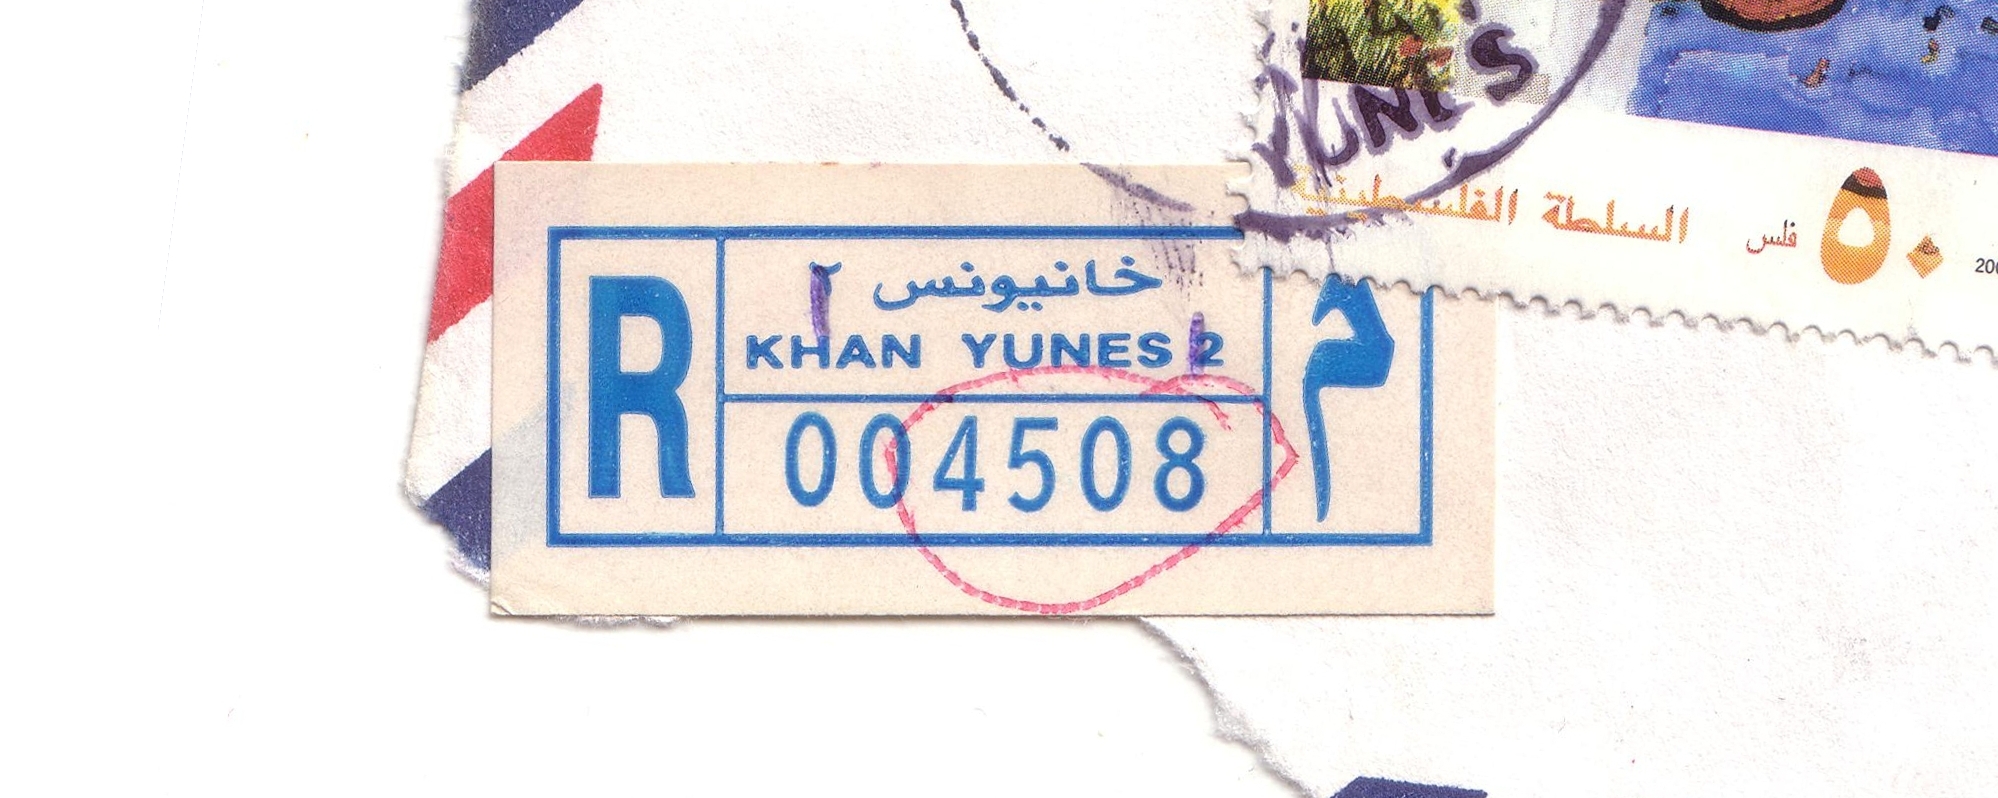 YUNES
السلطة الفلسطينية
فلس ٥٠
R
خانيونس ٢
KHAN YUNES 2
004508
م